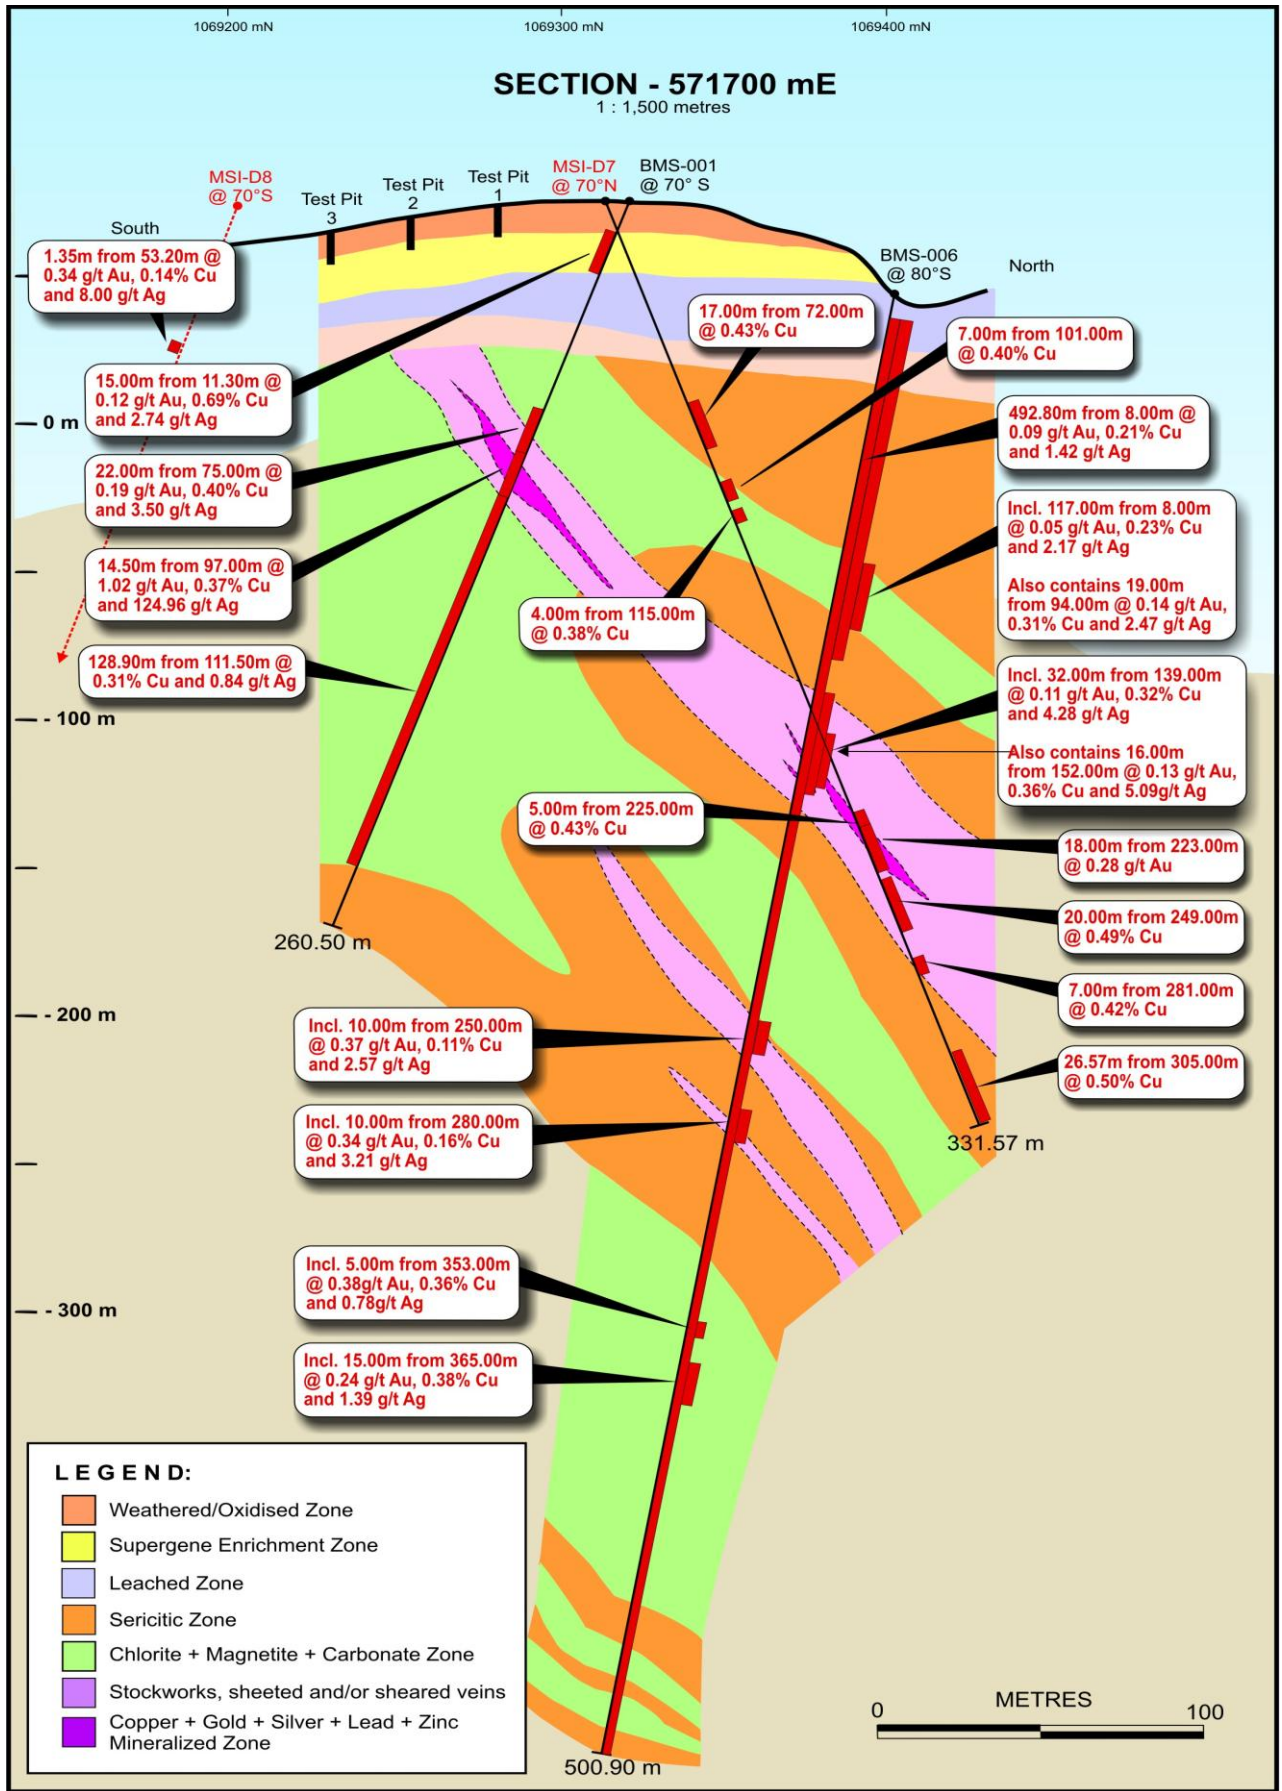 1069200 mN
1069300 mN
1069400 mN
SECTION - 571700 mE
1 : 1,500 metres
MSI-D8
@ 70°S
Test Pit
3
Test Pit
2
Test Pit
1
MSI-D7
@ 70°N
BMS-001
@ 70° S
BMS-006
@ 80°S
South
North
1.35m from 53.20m @
0.34 g/t Au, 0.14% Cu
and 8.00 g/t Ag
17.00m from 72.00m
@ 0.43% Cu
7.00m from 101.00m
@ 0.40% Cu
15.00m from 11.30m @
0.12 g/t Au, 0.69% Cu
and 2.74 g/t Ag
0 m
492.80m from 8.00m @
0.09 g/t Au, 0.21% Cu
and 1.42 g/t Ag
22.00m from 75.00m @
0.19 g/t Au, 0.40% Cu
and 3.50 g/t Ag
Incl. 117.00m from 8.00m
@ 0.05 g/t Au, 0.23% Cu
and 2.17 g/t Ag
Also contains 19.00m
from 94.00m @ 0.14 g/t Au,
0.31% Cu and 2.47 g/t Ag
14.50m from 97.00m @
1.02 g/t Au, 0.37% Cu
and 124.96 g/t Ag
4.00m from 115.00m
@ 0.38% Cu
128.90m from 111.50m @
0.31% Cu and 0.84 g/t Ag
Incl. 32.00m from 139.00m
@ 0.11 g/t Au, 0.32% Cu
and 4.28 g/t Ag
Also contains 16.00m
from 152.00m @ 0.13 g/t Au,
0.36% Cu and 5.09g/t Ag
- 100 m
5.00m from 225.00m
@ 0.43% Cu
18.00m from 223.00m
@ 0.28 g/t Au
20.00m from 249.00m
@ 0.49% Cu
260.50 m
7.00m from 281.00m
@ 0.42% Cu
- 200 m
Incl. 10.00m from 250.00m
@ 0.37 g/t Au, 0.11% Cu
and 2.57 g/t Ag
26.57m from 305.00m
@ 0.50% Cu
Incl. 10.00m from 280.00m
@ 0.34 g/t Au, 0.16% Cu
and 3.21 g/t Ag
331.57 m
Incl. 5.00m from 353.00m
@ 0.38g/t Au, 0.36% Cu
and 0.78g/t Ag
- 300 m
Incl. 15.00m from 365.00m
@ 0.24 g/t Au, 0.38% Cu
and 1.39 g/t Ag
LEGEND:
Weathered/Oxidised Zone
Supergene Enrichment Zone
Leached Zone
Sericitic Zone
Chlorite + Magnetite + Carbonate Zone
Stockworks, sheeted and/or sheared veins
Copper + Gold + Silver + Lead + Zinc
Mineralized Zone
METRES
0
100
500.90 m